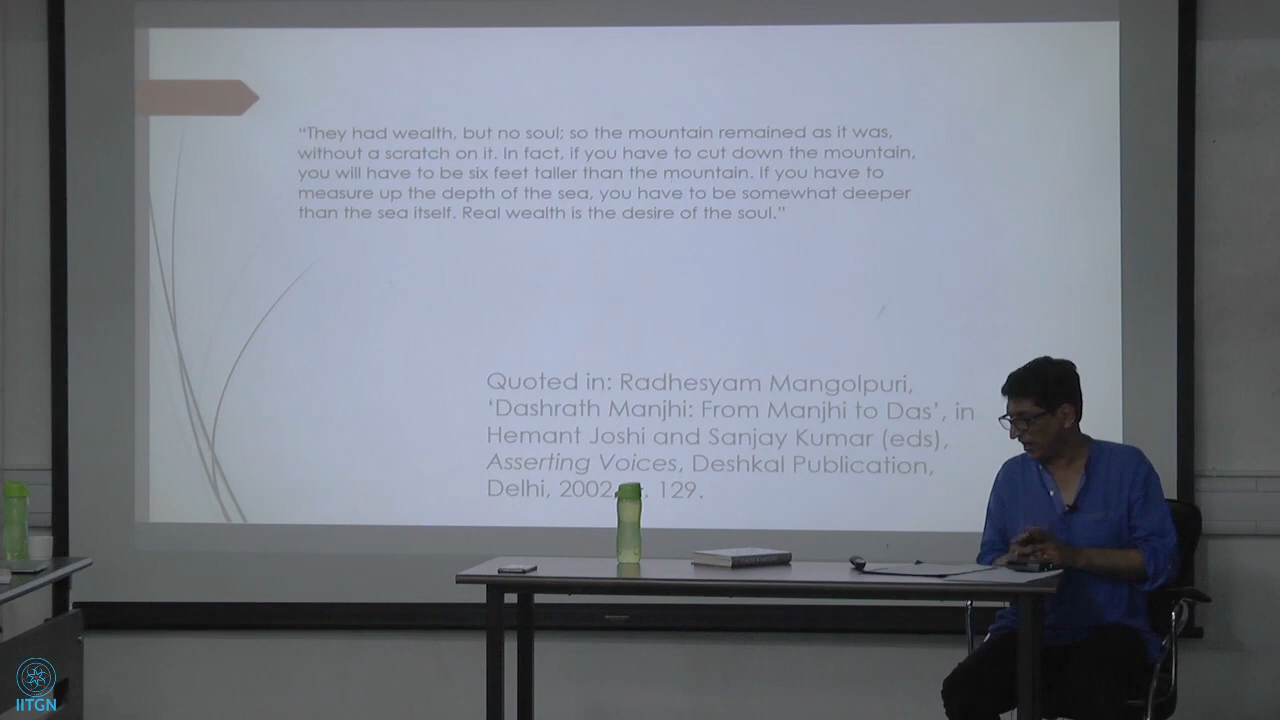 “They had wealth, but no soul; so the mountain remained as it was,
without a scratch on it. In fact, if you have to cut down the mountain,
you will have to be six feet taller than the mountain. If you have to
measure up the depth of the sea, you have to be somewhat deeper
than the sea itself. Real wealth is the desire of the soul.”
Quoted in: Radhesyam Mangolpuri,
‘Dashrath Manjhi: From Manjhi to Das’, in
Hemant Joshi and Sanjay Kumar (eds),
Asserting Voices, Deshkal Publication,
Delhi, 2002, 129.
IITGN